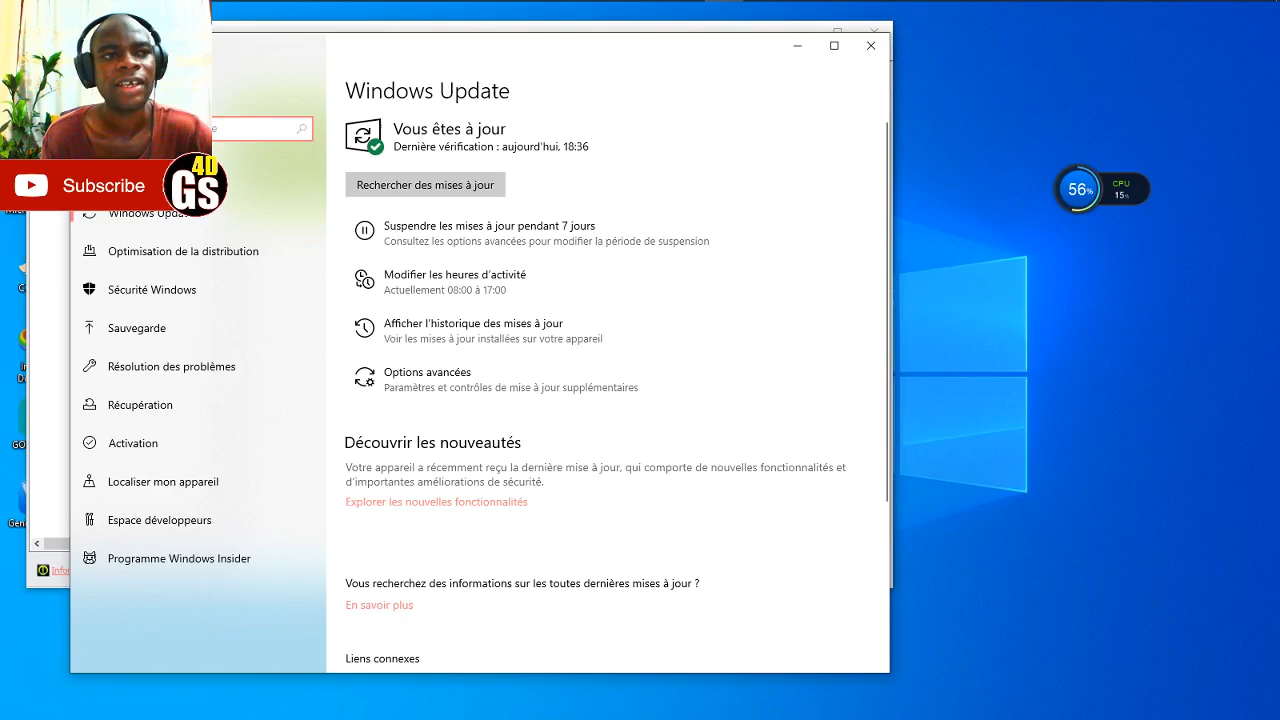 Subscribe
4D
GS
Windows Update
Optimisation de la distribution
Sécurité Windows
Sauvegarde
Résolution des problèmes
Récupération
Activation
Localiser mon appareil
Espace développeurs
Programme Windows Insider
Windows Update
Vous êtes à jour
Dernière vérification : aujourd'hui, 18:36
Rechercher des mises à jour
Suspendre les mises à jour pendant 7 jours
Consultez les options avancées pour modifier la période de suspension
Modifier les heures d'activité
Actuellement 08:00 à 17:00
Afficher l'historique des mises à jour
Voir les mises à jour installées sur votre appareil
Options avancées
Paramètres et contrôles de mise à jour supplémentaires
Découvrir les nouveautés
Votre appareil a récemment reçu la dernière mise à jour, qui comporte de nouvelles fonctionnalités et
d'importantes améliorations de sécurité.
Explorer les nouvelles fonctionnalités
Vous recherchez des informations sur les toutes dernières mises à jour ?
En savoir plus
Liens connexes
56%
CPU
15%